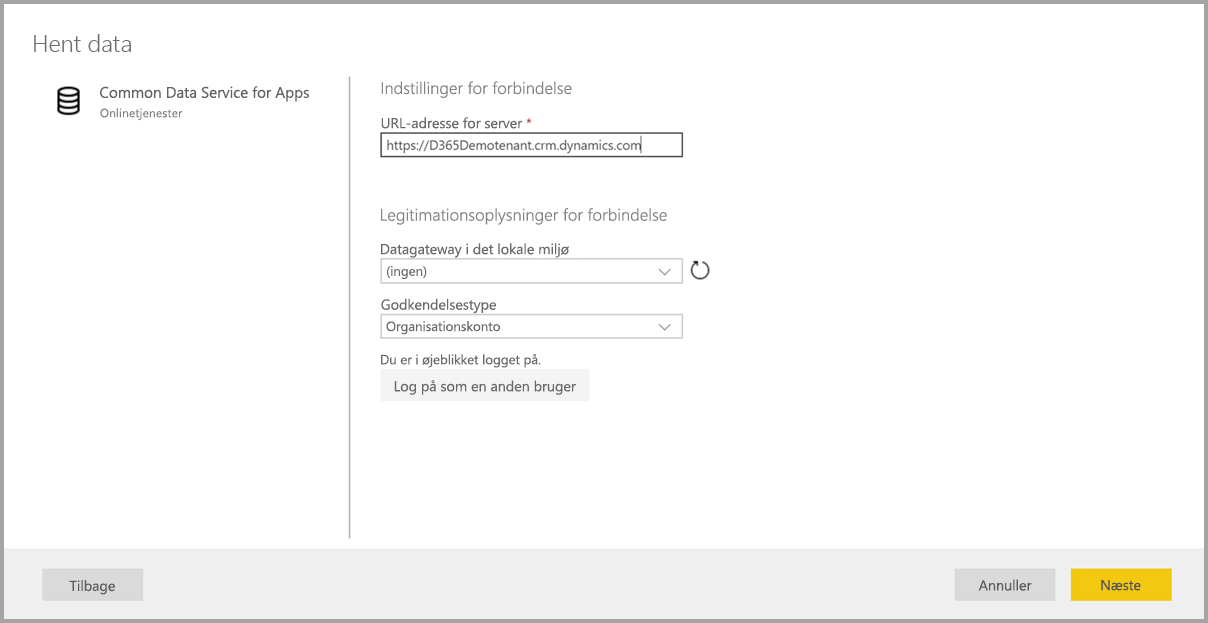 Hent data
Common Data Service for Apps
Onlinetjenester
Indstillinger for forbindelse
URL-adresse for server *
https://D365Demotenant.crm.dynamics.com
Legitimationsoplysninger for forbindelse
Datagateway i det lokale miljø
(ingen)
Godkendelsestype
Organisationskonto
Du er i øjeblikket logget på.
Log på som en anden bruger
Tilbage
Annuller
Næste